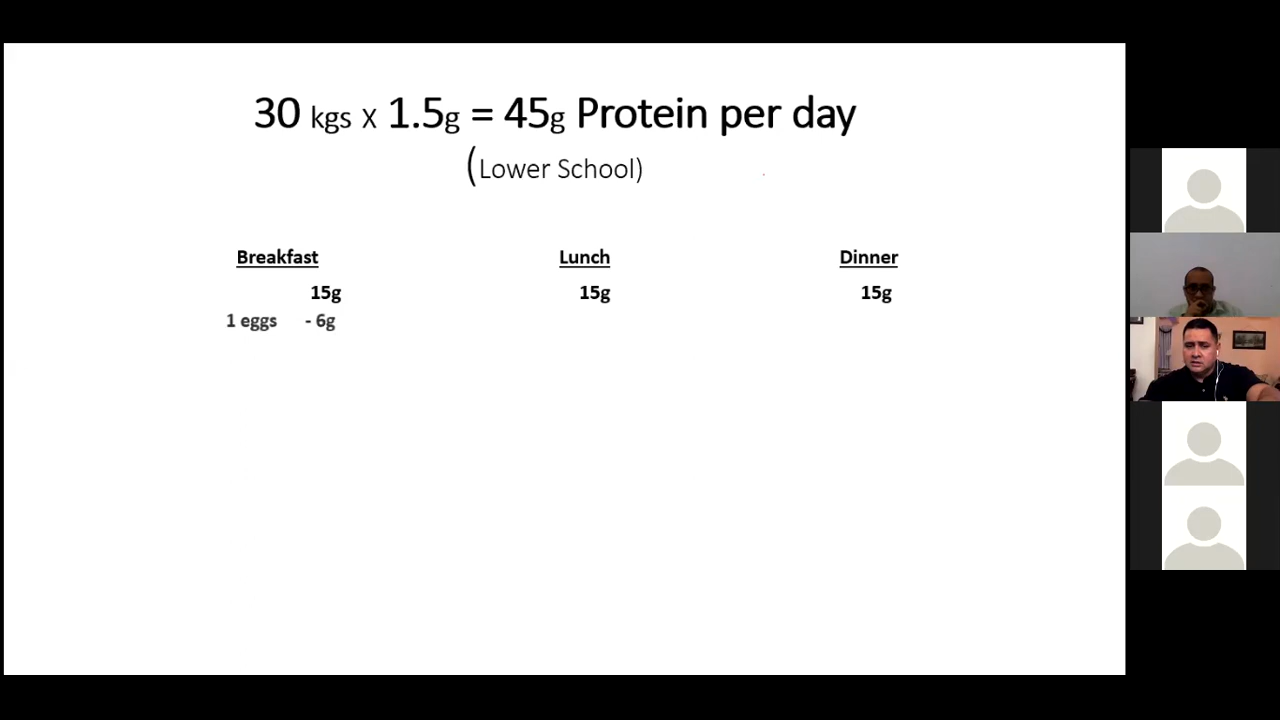 30 kgs x 1.5g = 45g Protein per day
(Lower School)
Breakfast Lunch Dinner
15g 15g 15g
1 eggs - 6g